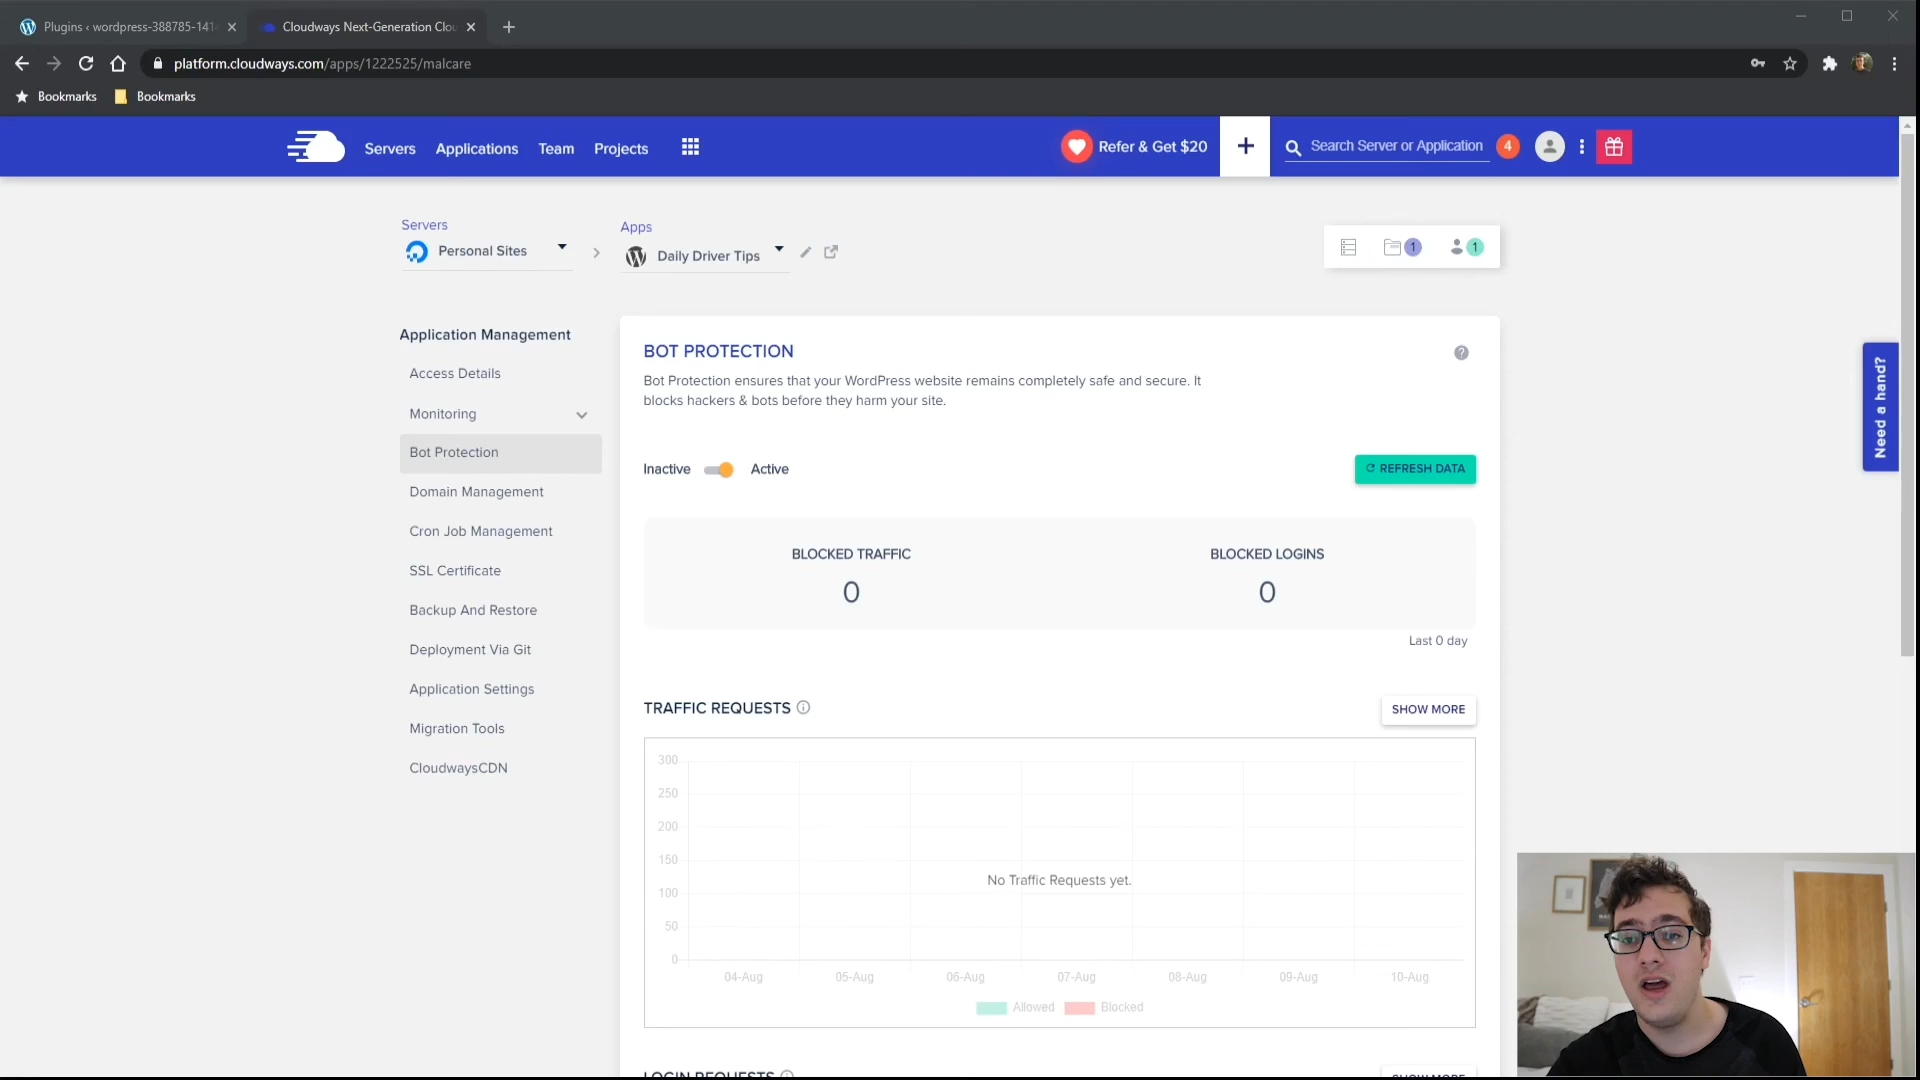 Plugins ‹ wordpress-388785-141
Cloudways Next-Generation Clou
platform.cloudways.com/apps/1222525/malcare
Bookmarks
Bookmarks
Servers
Applications
Team
Projects
Refer & Get $20
+
Search Server or Application
4
Servers
Personal Sites
Apps
Daily Driver Tips
1
1
Application Management
Access Details
Monitoring
Bot Protection
Domain Management
Cron Job Management
SSL Certificate
Backup And Restore
Deployment Via Git
Application Settings
Migration Tools
CloudwaysCDN
BOT PROTECTION
Bot Protection ensures that your WordPress website remains completely safe and secure. It
blocks hackers & bots before they harm your site.
Inactive
Active
REFRESH DATA
BLOCKED TRAFFIC
0
BLOCKED LOGINS
0
Last 0 day
TRAFFIC REQUESTS
SHOW MORE
300
250
200
150
100
50
0
No Traffic Requests yet.
04-Aug
05-Aug
06-Aug
07-Aug
08-Aug
09-Aug
10-Aug
Allowed
Blocked
LOGIN REQUESTS
SHOW MORE
Need a hand?